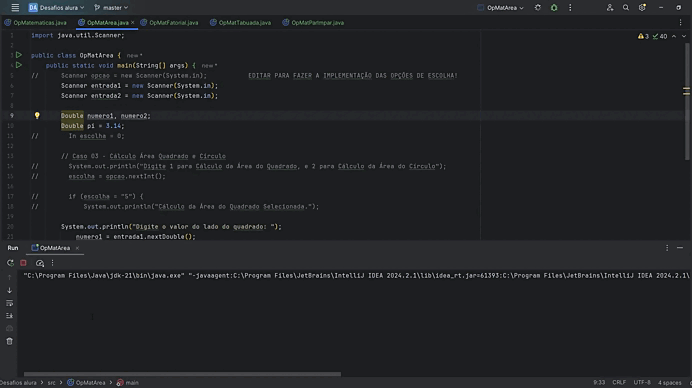 DA Desafios alura master OpMatArea
OpMatematicas.java OpMatArea.java OpMatFatorial.java OpMatTabuada.java OpMatParImpar.java
1 import java.util.Scanner;
3 40
3 public class OpMatArea { new *
4 public static void main(String[] args) { new *
5 // Scanner opcao = new Scanner(System.in); EDITAR PARA FAZER A IMPLEMENTAÇÃO DAS OPÇÕES DE ESCOLHA!
6 Scanner entrada1 = new Scanner(System.in);
7 Scanner entrada2 = new Scanner(System.in);
8
9 Double numero1, numero2;
10 Double pi = 3.14;
11 // In escolha = 0;
12
13 // Caso 03 - Cálculo Área Quadrado e Círculo
14 // System.out.println("Digite 1 para Cálculo da Área do Quadrado, e 2 para Cálculo da Área do Círculo");
15 // escolha = opcao.nextInt();
16
17 // if (escolha = "S") {
18 // System.out.println("Cálculo da Área do Quadrado Selecionada.");
19
20 System.out.println("Digite o valor do lado do quadrado: ");
21 numero1 = entrada1.nextDouble();
Run OpMatArea
"C:\Program Files\Java\jdk-21\bin\java.exe" "-javaagent:C:\Program Files\JetBrains\IntelliJ IDEA 2024.2.1\lib\idea_rt.jar=61393:C:\Program Files\JetBrains\IntelliJ IDEA 2024.2.1\
Desafios alura > src > OpMatArea > main 9:33 CRLF UTF-8 4 spaces